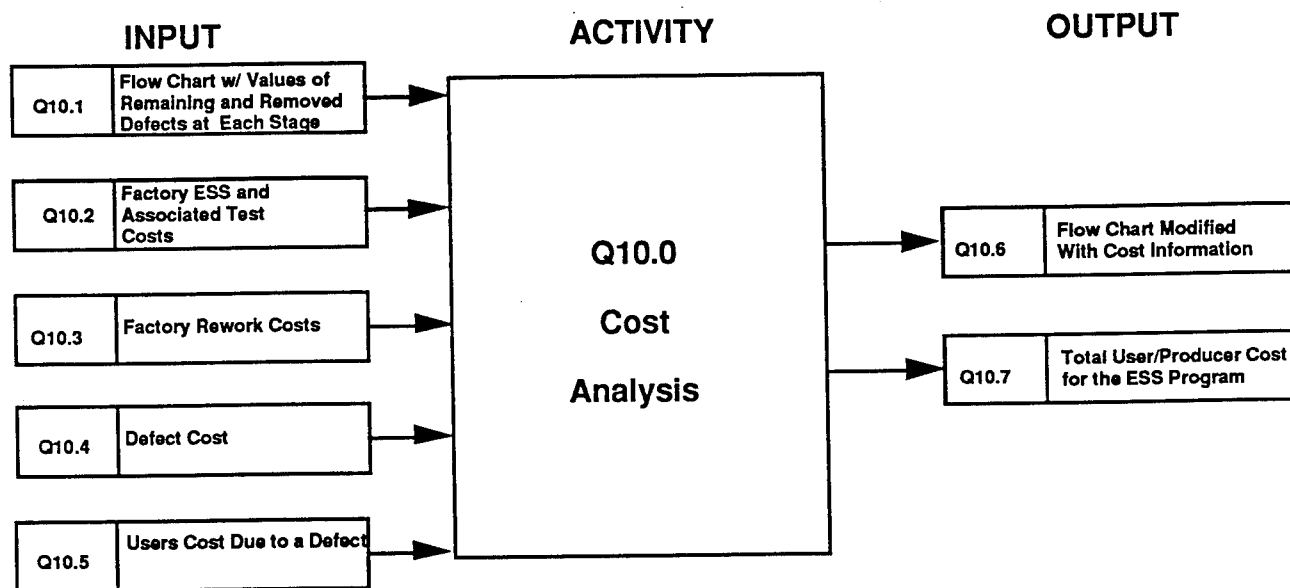 INPUT
ACTIVITY
OUTPUT
Q10.1
Flow Chart w/ Values of
Remaining and Removed
Defects at Each Stage
Q10.2
Factory ESS and
Associated Test
Costs
Q10.3
Factory Rework Costs
Q10.4
Defect Cost
Q10.5
Users Cost Due to a Defect
Q10.0
Cost
Analysis
Q10.6
Flow Chart Modified
With Cost Information
Q10.7
Total User/Producer Cost
for the ESS Program